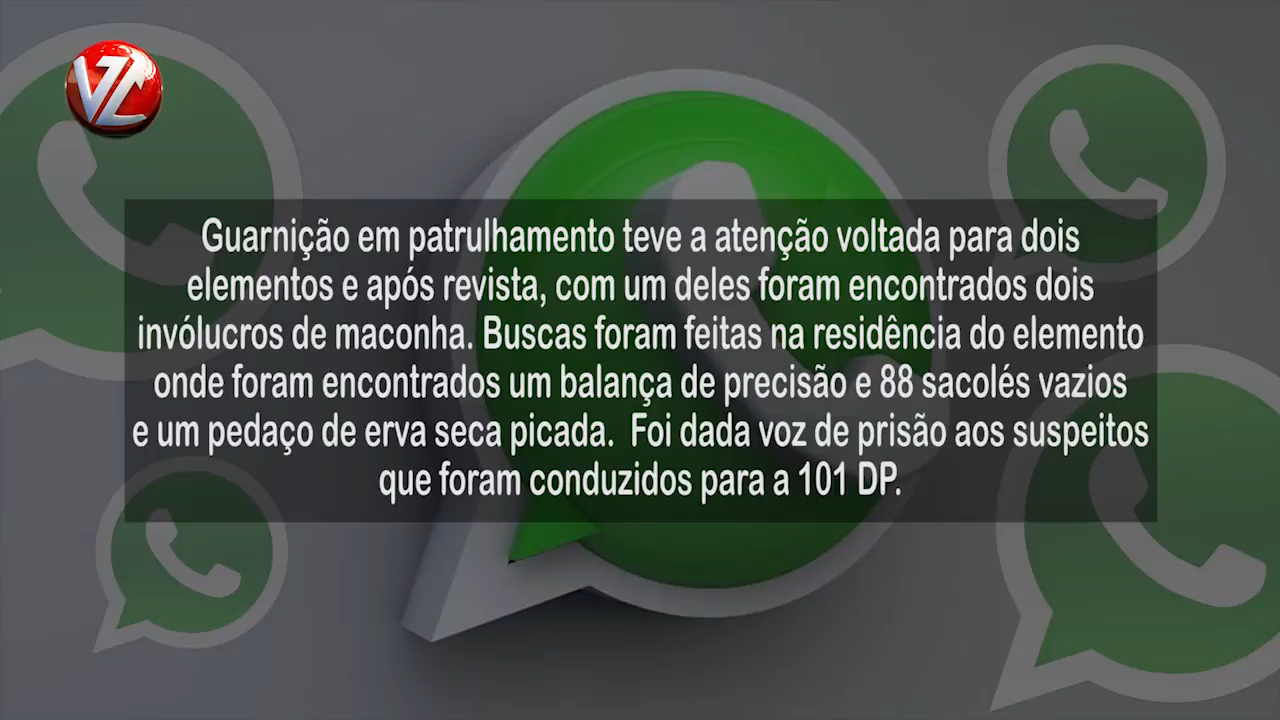 VTC
Guarnição em patrulhamento teve a atenção voltada para dois
elementos e após revista, com um deles foram encontrados dois
invólucros de maconha. Buscas foram feitas na residência do elemento
onde foram encontrados um balança de precisão e 88 sacolés vazios
e um pedaço de erva seca picada. Foi dada voz de prisão aos suspeitos
que foram conduzidos para a 101 DP.